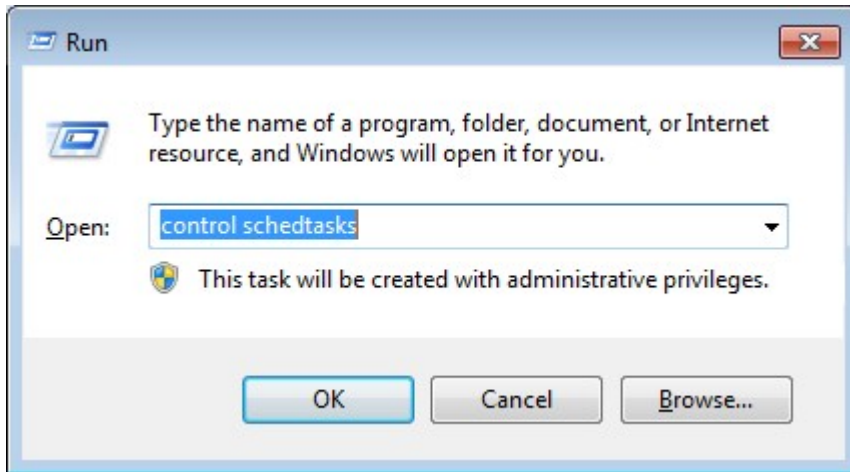 Run
Type the name of a program, folder, document, or Internet
resource, and Windows will open it for you.
Open: control schedtasks
This task will be created with administrative privileges.
OK Cancel Browse...